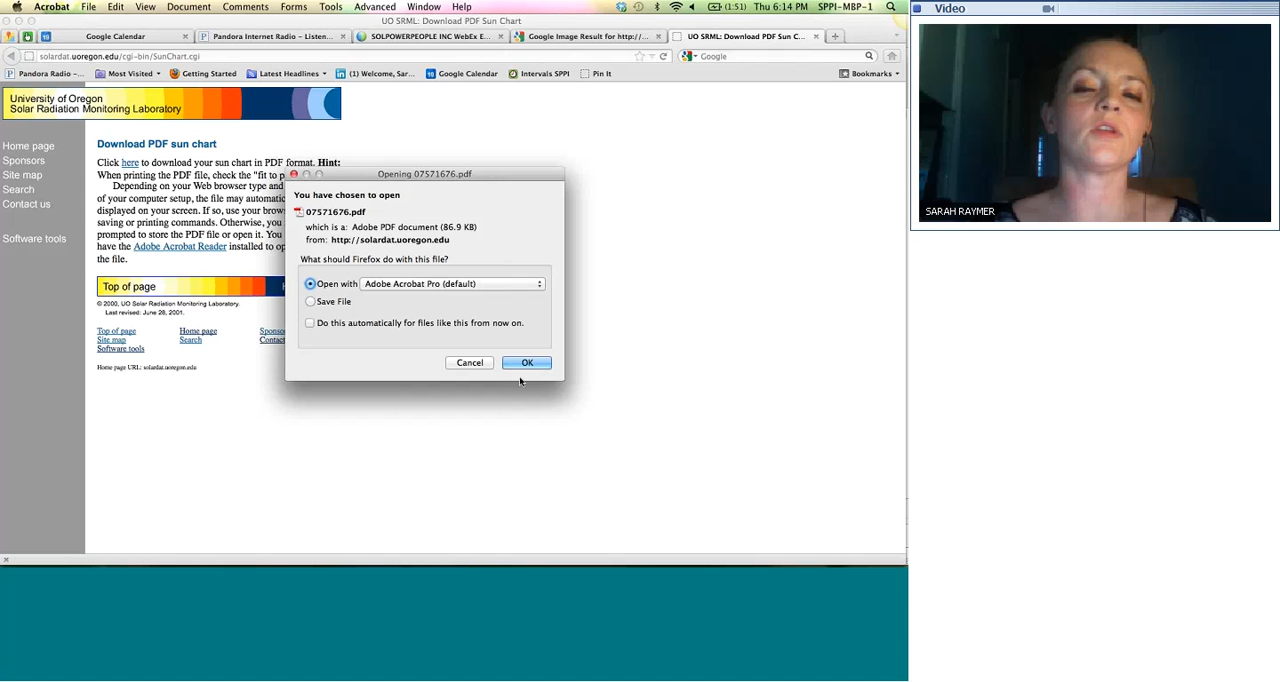 Acrobat File Edit View Document Comments Forms Tools Advanced Window Help (1:51) Thu 6:14 PM SPPI-MBP-1
UO SRML: Download PDF Sun Chart
Google Calendar Pandora Internet Radio – Listen... SOLPOWERPEOPLE INC WebEx E... Google Image Result for http://... UO SRML: Download PDF Sun C...
solardat.uoregon.edu/cgi-bin/SunChart.cgi Google
Pandora Radio –... Most Visited Getting Started Latest Headlines (1) Welcome, Sar... Google Calendar Intervals SPPI Pin It Bookmarks
University of Oregon
Solar Radiation Monitoring Laboratory
Home page
Sponsors
Site map
Search
Contact us
Software tools
Download PDF sun chart
Click here to download your sun chart in PDF format. Hint:
When printing the PDF file, check the "fit to p
Depending on your Web browser type and
of your computer setup, the file may automatic
displayed on your screen. If so, use your brow
saving or printing commands. Otherwise, you
prompted to store the PDF file or open it. You
have the Adobe Acrobat Reader installed to op
the file.
Top of page H
© 2000, UO Solar Radiation Monitoring Laboratory.
Last revised: June 28, 2001.
Top of page Home page Sponso
Site map Search Contact
Software tools
Home page URL: solardat.uoregon.edu
Opening 07571676.pdf
You have chosen to open
07571676.pdf
which is a: Adobe PDF document (86.9 KB)
from: http://solardat.uoregon.edu
What should Firefox do with this file?
Open with Adobe Acrobat Pro (default)
Save File
Do this automatically for files like this from now on.
Cancel OK
Video
SARAH RAYMER